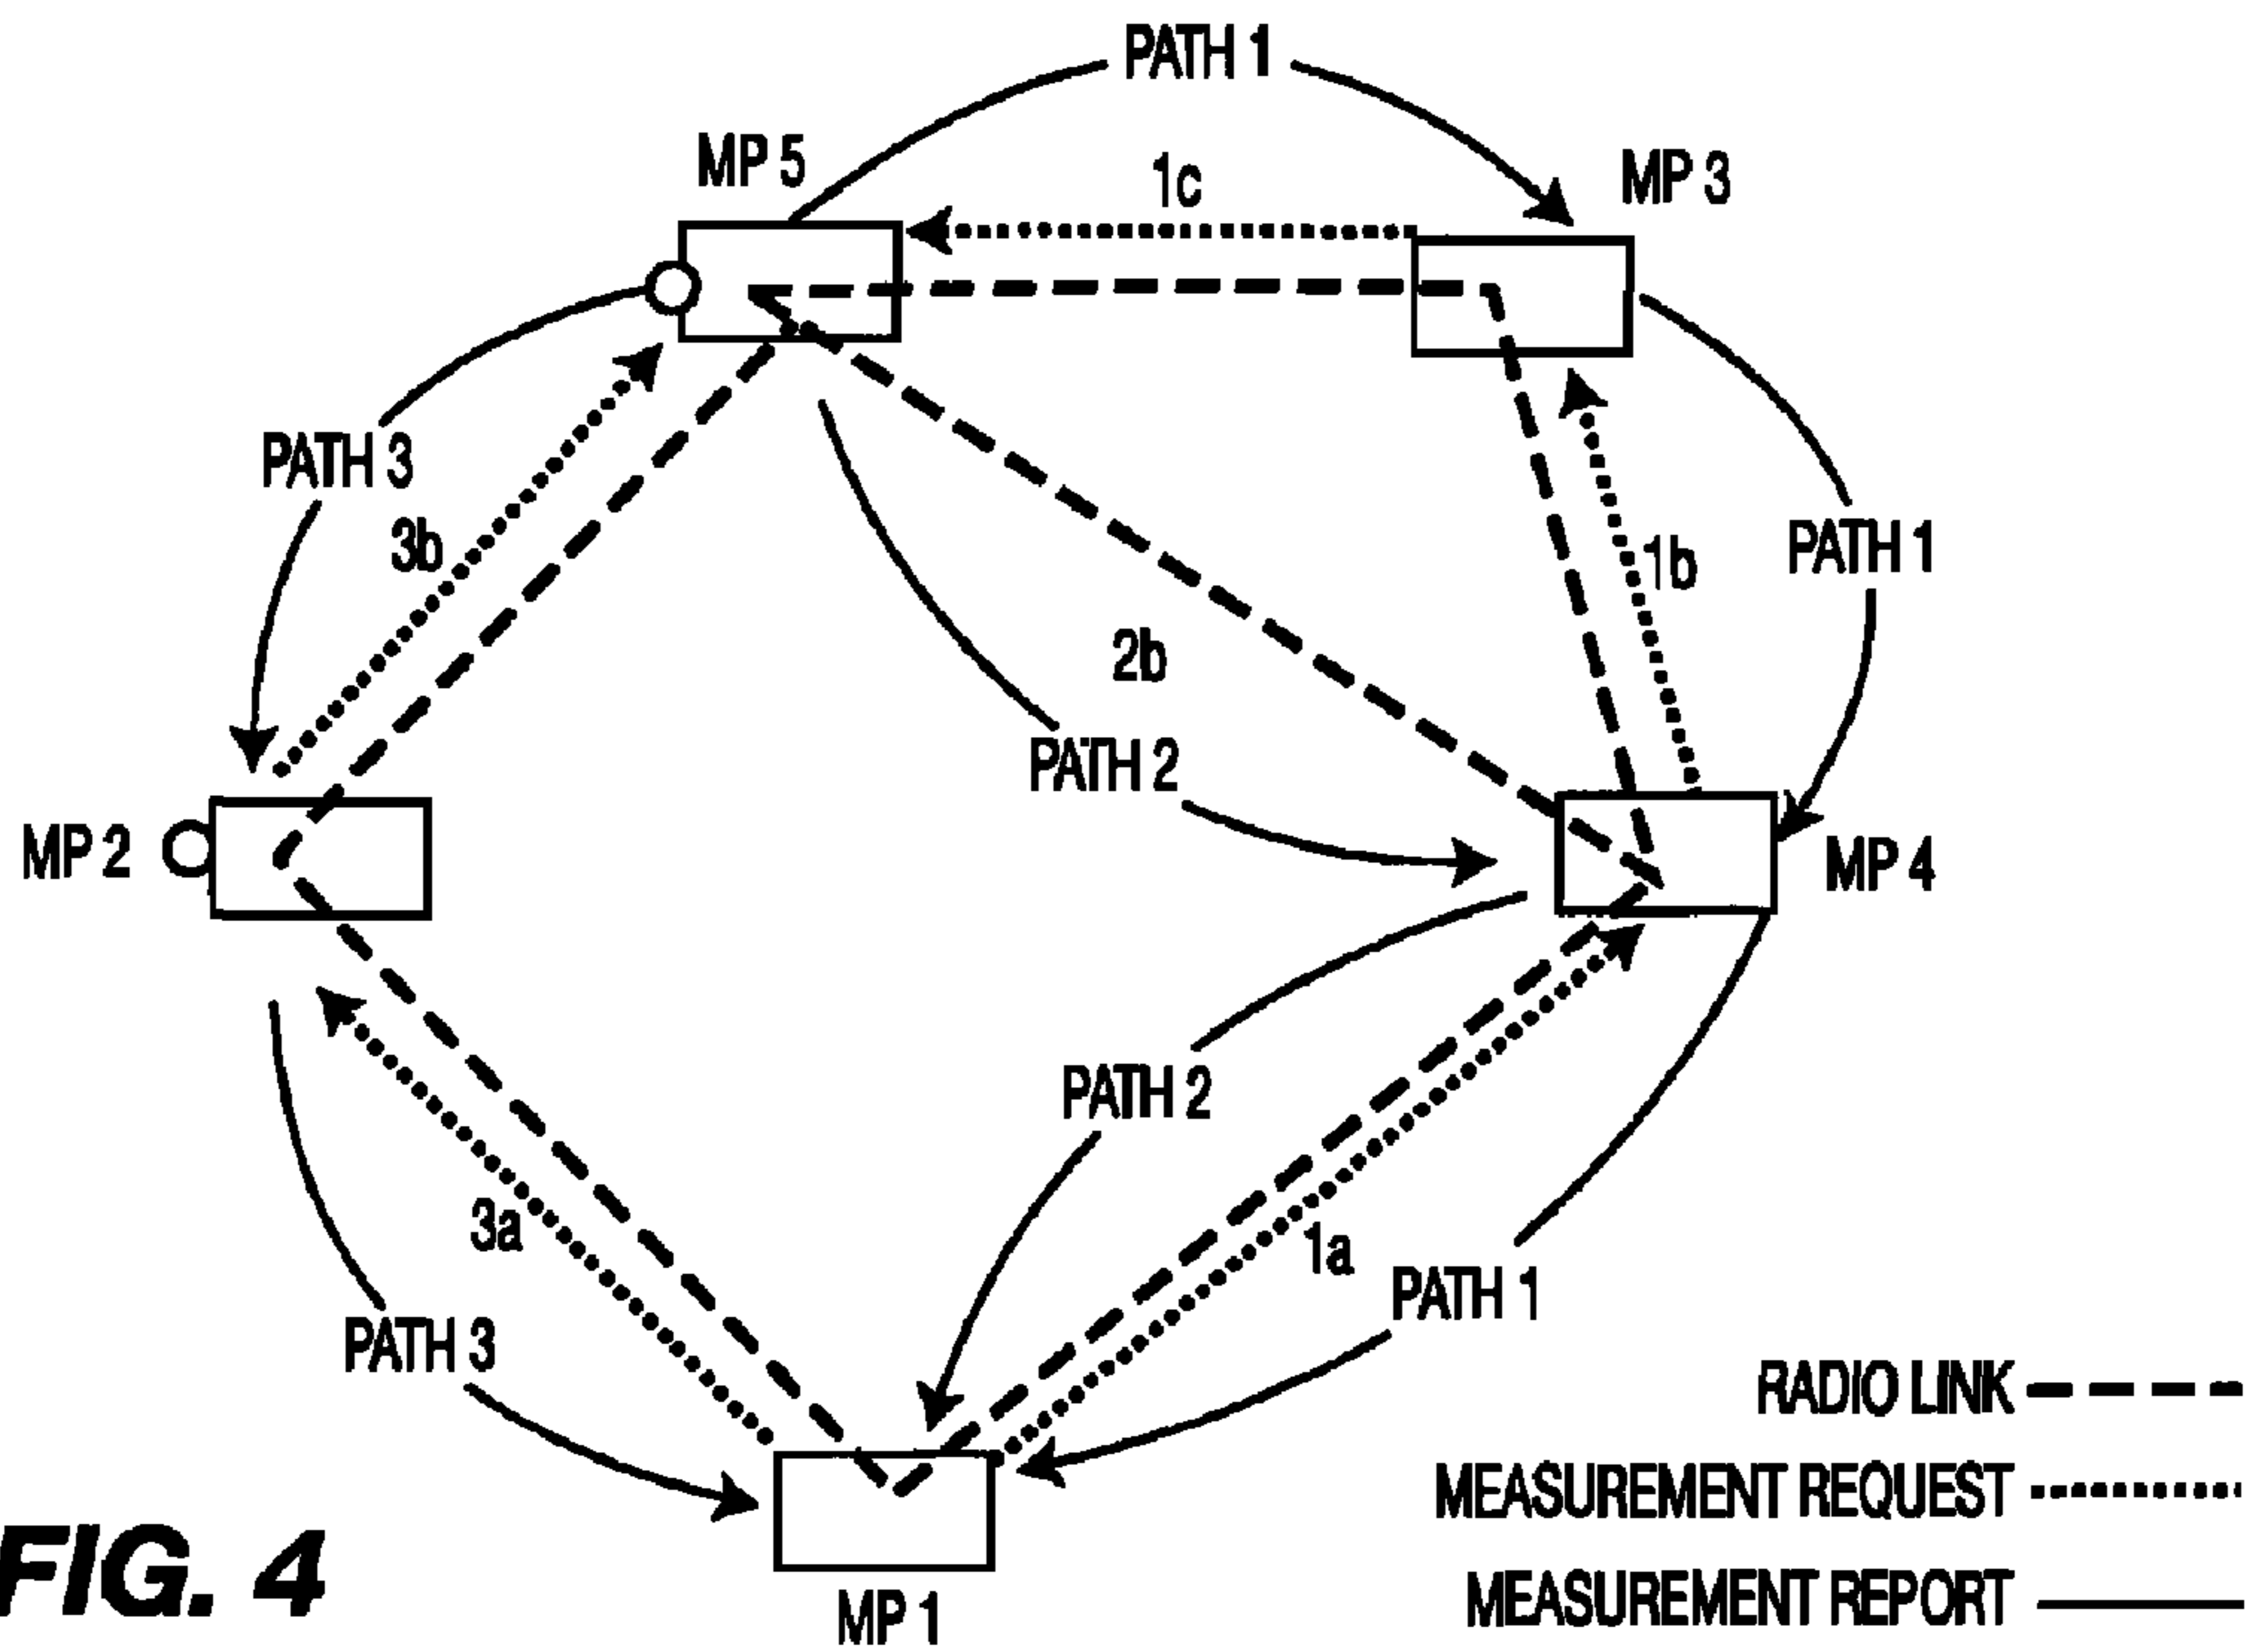 PATH 1
MP 5
1c
MP 3
PATH 3
3b
1b
PATH 1
2b
PATH 2
MP 2
MP 4
PATH 2
3a
1a
PATH 1
PATH 3
RADIO LINK
MEASUREMENT REQUEST
MEASUREMENT REPORT
MP 1
FIG. 4